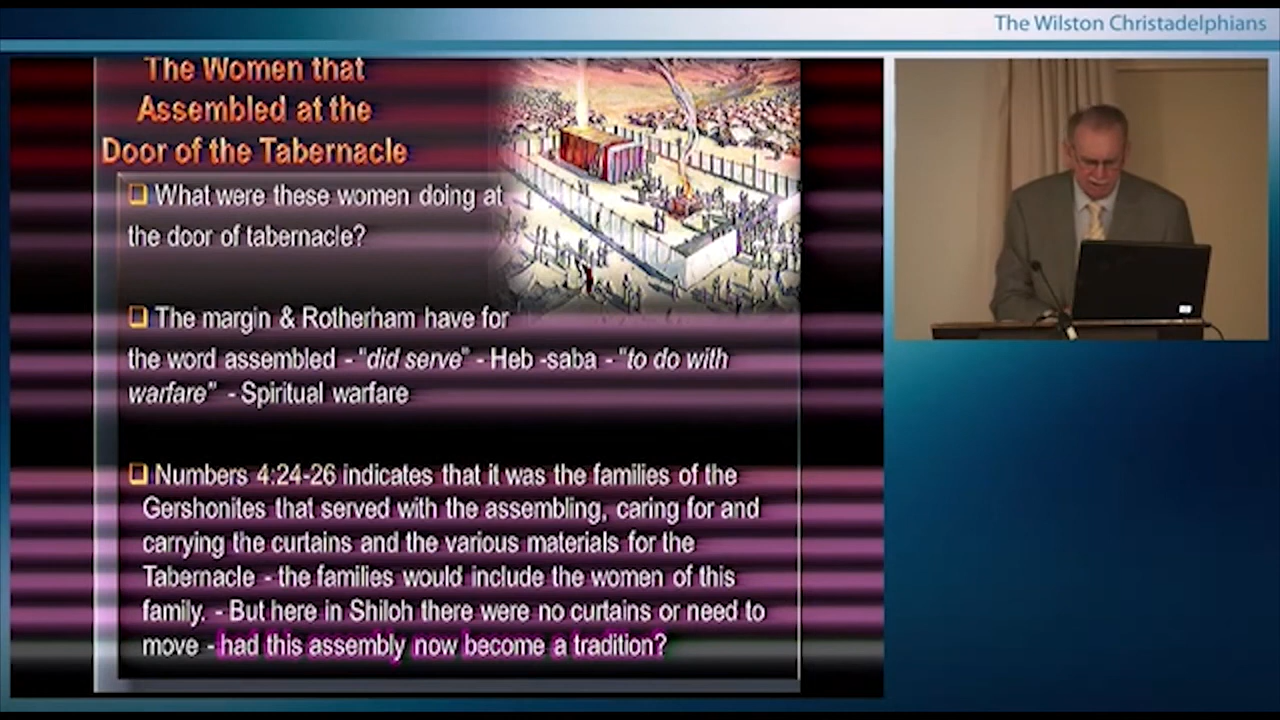 The Wilston Christadelphians
The Women that
Assembled at the
Door of the Tabernacle
❑ What were these women doing at
the door of tabernacle?
❑ The margin & Rotherham have for
the word assembled - "did serve" - Heb -saba - "to do with
warfare" - Spiritual warfare
❑ Numbers 4:24-26 indicates that it was the families of the
Gershonites that served with the assembling, caring for and
carrying the curtains and the various materials for the
Tabernacle - the families would include the women of this
family. - But here in Shiloh there were no curtains or need to
move - had this assembly now become a tradition?